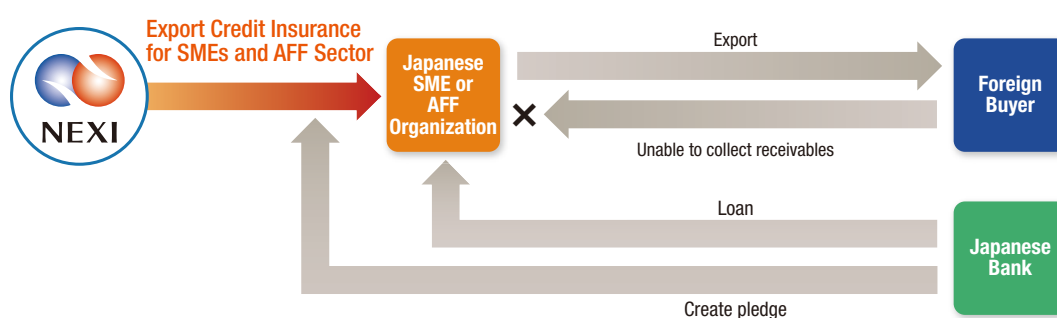 Export Credit Insurance
for SMEs and AFF Sector
NEXI
Japanese
SME or
AFF
Organization
Export
Unable to collect receivables
Foreign
Buyer
Loan
Japanese
Bank
Create pledge